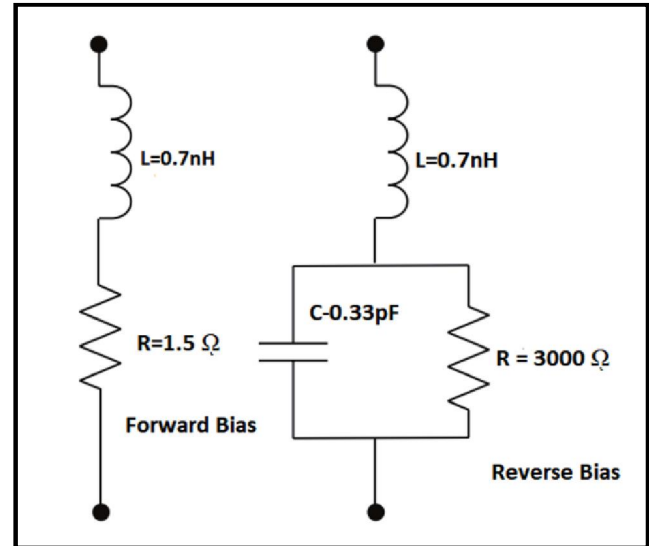 L=0.7nH
L=0.7nH
C-0.33pF
R=1.5 Ω
R = 3000 Ω
Forward Bias
Reverse Bias